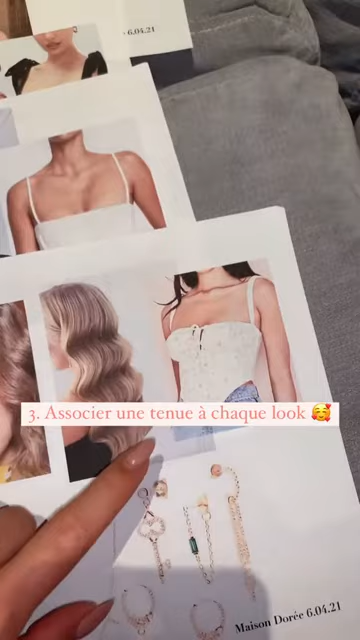 6.04.21
3. Associer une tenue à chaque look 🥰
Maison Dorée 6.04.21